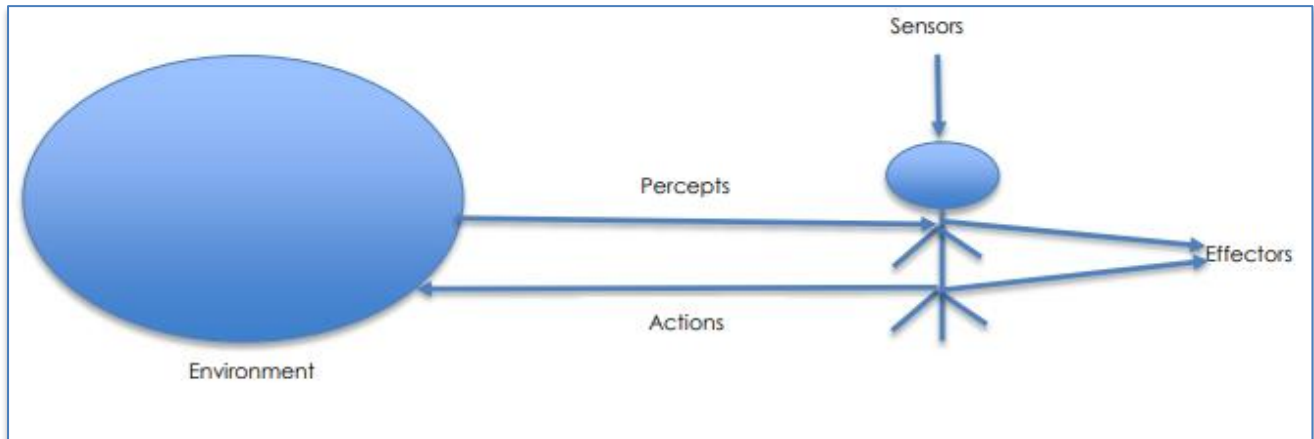 Sensors
Percepts
Effectors
Actions
Environment